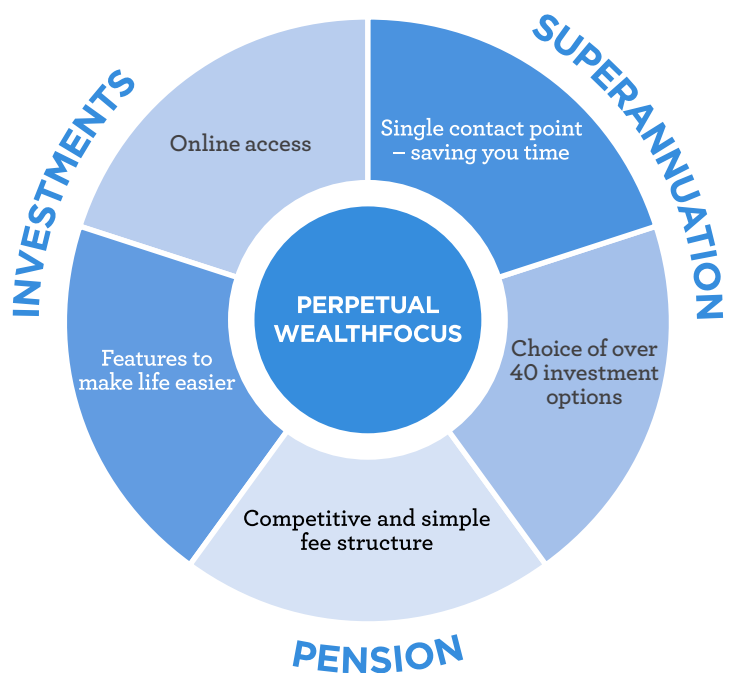 SUPERANNUATION
INVESTMENTS
Single contact point
– saving you time
Online access
PERPETUAL
WEALTHFOCUS
Choice of over
40 investment
options
Features to
make life easier
Competitive and simple
fee structure
PENSION